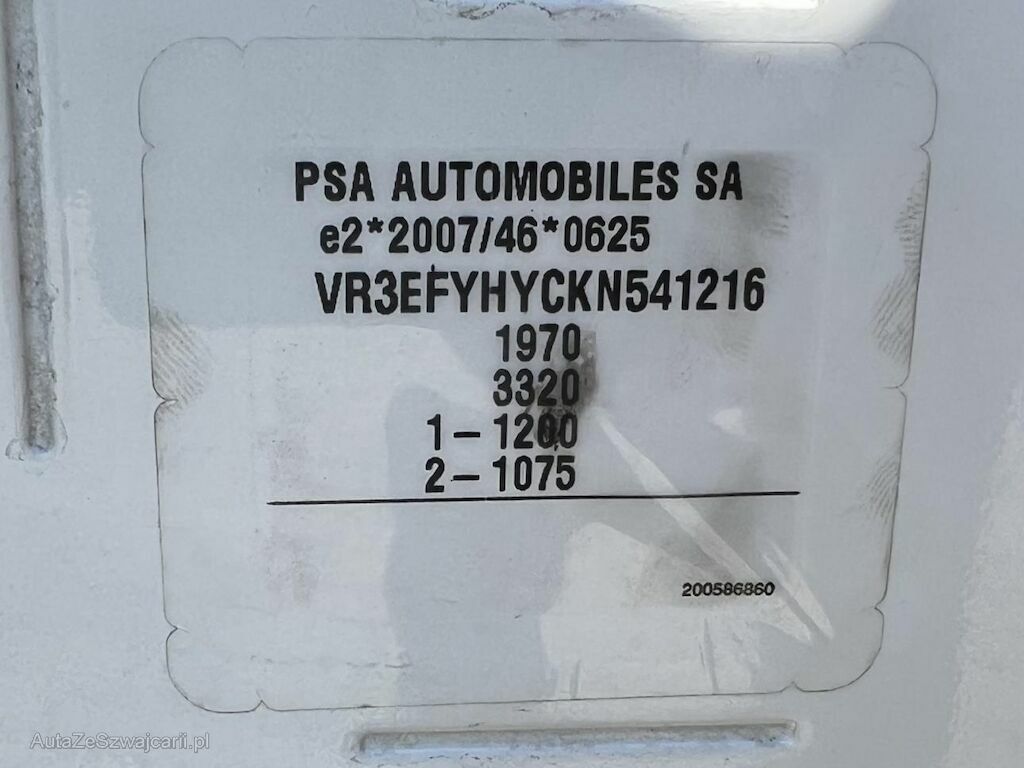 PSA AUTOMOBILES SA
e2*2007/46*0625
VR3EFYHYCKN541216
1970
3320
1-1200
2-1075
200586860
AutaZeSzwajcarii.pl